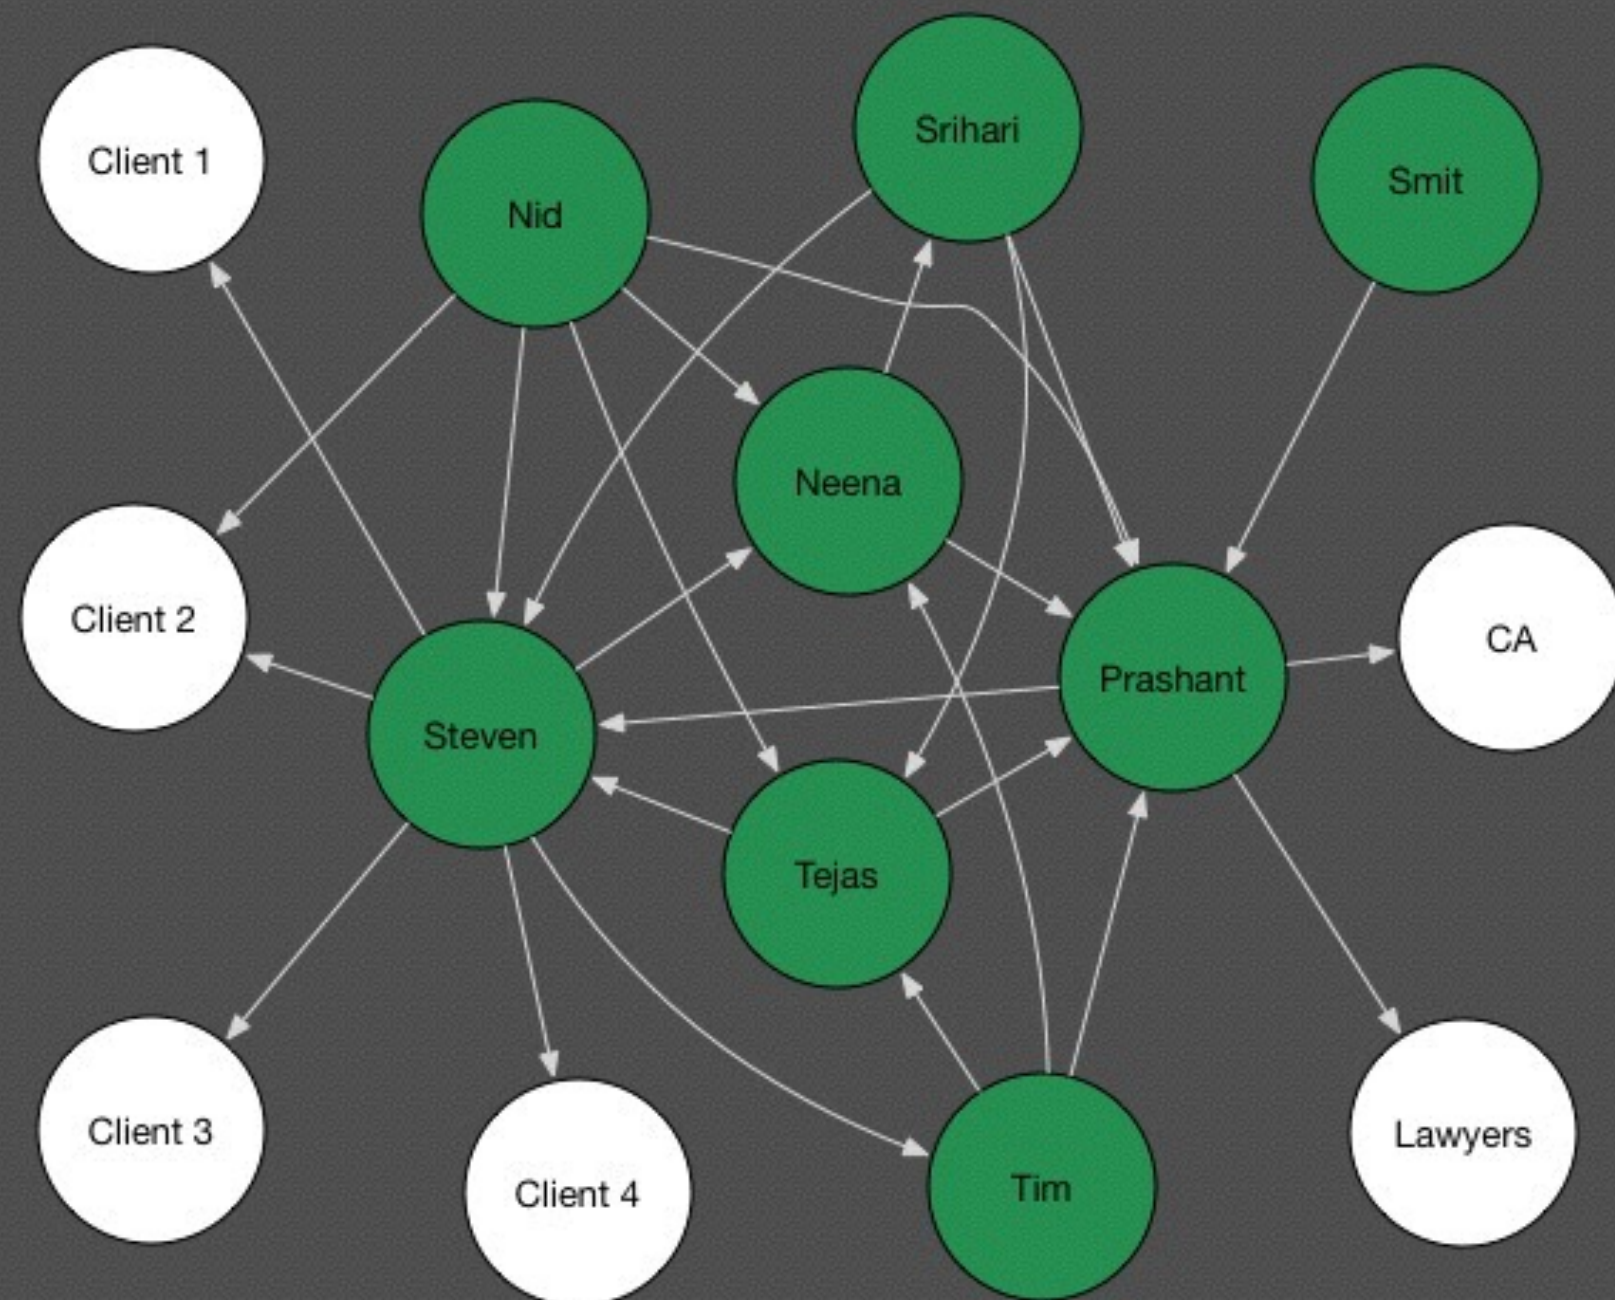 Srihari
Client 1
Smit
Nid
Neena
Client 2
CA
Prashant
Steven
Tejas
Client 3
Lawyers
Tim
Client 4